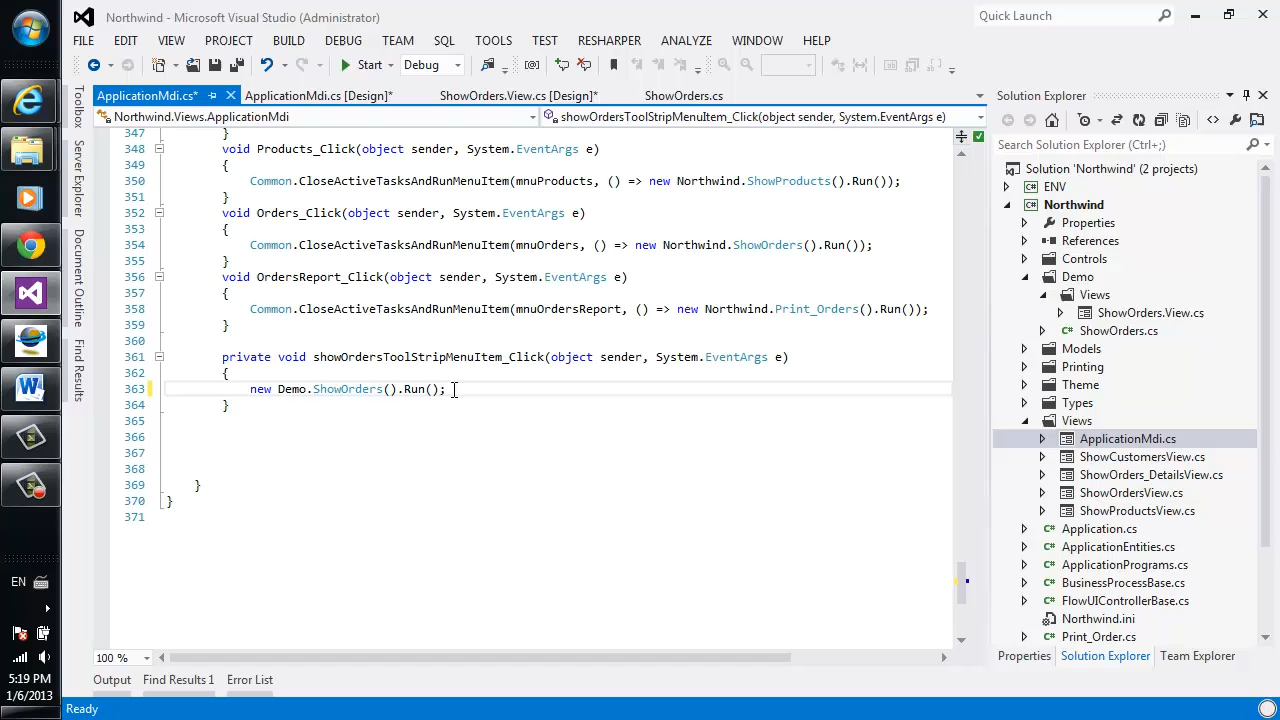 Northwind - Microsoft Visual Studio (Administrator)
Quick Launch
FILE EDIT VIEW PROJECT BUILD DEBUG TEAM SQL TOOLS TEST RESHARPER ANALYZE WINDOW HELP
Start Debug
ApplicationMdi.cs* ApplicationMdi.cs [Design]* ShowOrders.View.cs [Design]* ShowOrders.cs
Northwind.Views.ApplicationMdi showOrdersToolStripMenuItem_Click(object sender, System.EventArgs e)
Toolbox
Server Explorer
Document Outline
Find Results
347 }
348 void Products_Click(object sender, System.EventArgs e)
349 {
350 Common.CloseActiveTasksAndRunMenuItem(mnuProducts, () => new Northwind.ShowProducts().Run());
351 }
352 void Orders_Click(object sender, System.EventArgs e)
353 {
354 Common.CloseActiveTasksAndRunMenuItem(mnuOrders, () => new Northwind.ShowOrders().Run());
355 }
356 void OrdersReport_Click(object sender, System.EventArgs e)
357 {
358 Common.CloseActiveTasksAndRunMenuItem(mnuOrdersReport, () => new Northwind.Print_Orders().Run());
359 }
360
361 private void showOrdersToolStripMenuItem_Click(object sender, System.EventArgs e)
362 {
363 new Demo.ShowOrders().Run();
364 }
365
366
367
368
369 }
370 }
371
100 %
Output Find Results 1 Error List
Ready
Solution Explorer
Search Solution Explorer (Ctrl+;)
Solution 'Northwind' (2 projects)
ENV
Northwind
Properties
References
Controls
Demo
Views
ShowOrders.View.cs
ShowOrders.cs
Models
Printing
Theme
Types
Views
ApplicationMdi.cs
ShowCustomersView.cs
ShowOrders_DetailsView.cs
ShowOrdersView.cs
ShowProductsView.cs
Application.cs
ApplicationEntities.cs
ApplicationPrograms.cs
BusinessProcessBase.cs
FlowUIControllerBase.cs
Northwind.ini
Print_Order.cs
Properties Solution Explorer Team Explorer
EN
5:19 PM
1/6/2013